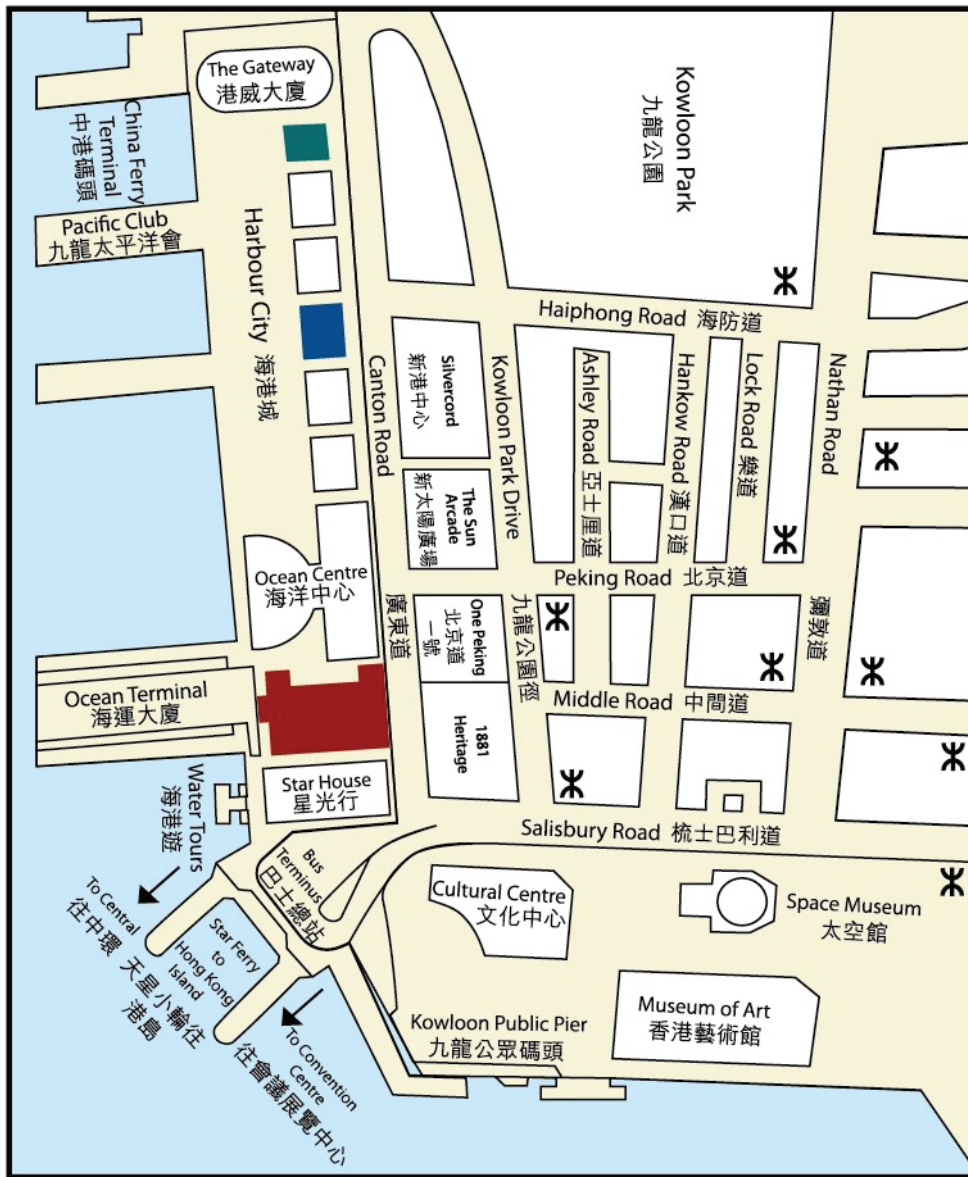 The Gateway
港威大廈
Kowloon Park
九龍公園
China Ferry
Terminal
中港碼頭
Pacific Club
九龍太平洋會
Harbour City 海港城
Haiphong Road 海防道
Canton Road
廣東道
Silvercord
新港中心
Kowloon Park Drive
九龍公園徑
Ashley Road 亞士厘道
Hankow Road 漢口道
Lock Road 樂道
Nathan Road
彌敦道
The Sun
Arcade
新太陽廣場
Ocean Centre
海洋中心
Peking Road 北京道
One Peking
北京道
一號
Ocean Terminal
海運大廈
Middle Road 中間道
1881
Heritage
Star House
星光行
Water Tours
海港遊
Salisbury Road 梳士巴利道
Bus
Terminus
巴士總站
To Central
往中環
Star Ferry
to
Hong Kong
Island
天星小輪往
港島
To Convention
Centre
往會議展覽中心
Cultural Centre
文化中心
Space Museum
太空館
Museum of Art
香港藝術館
Kowloon Public Pier
九龍公眾碼頭